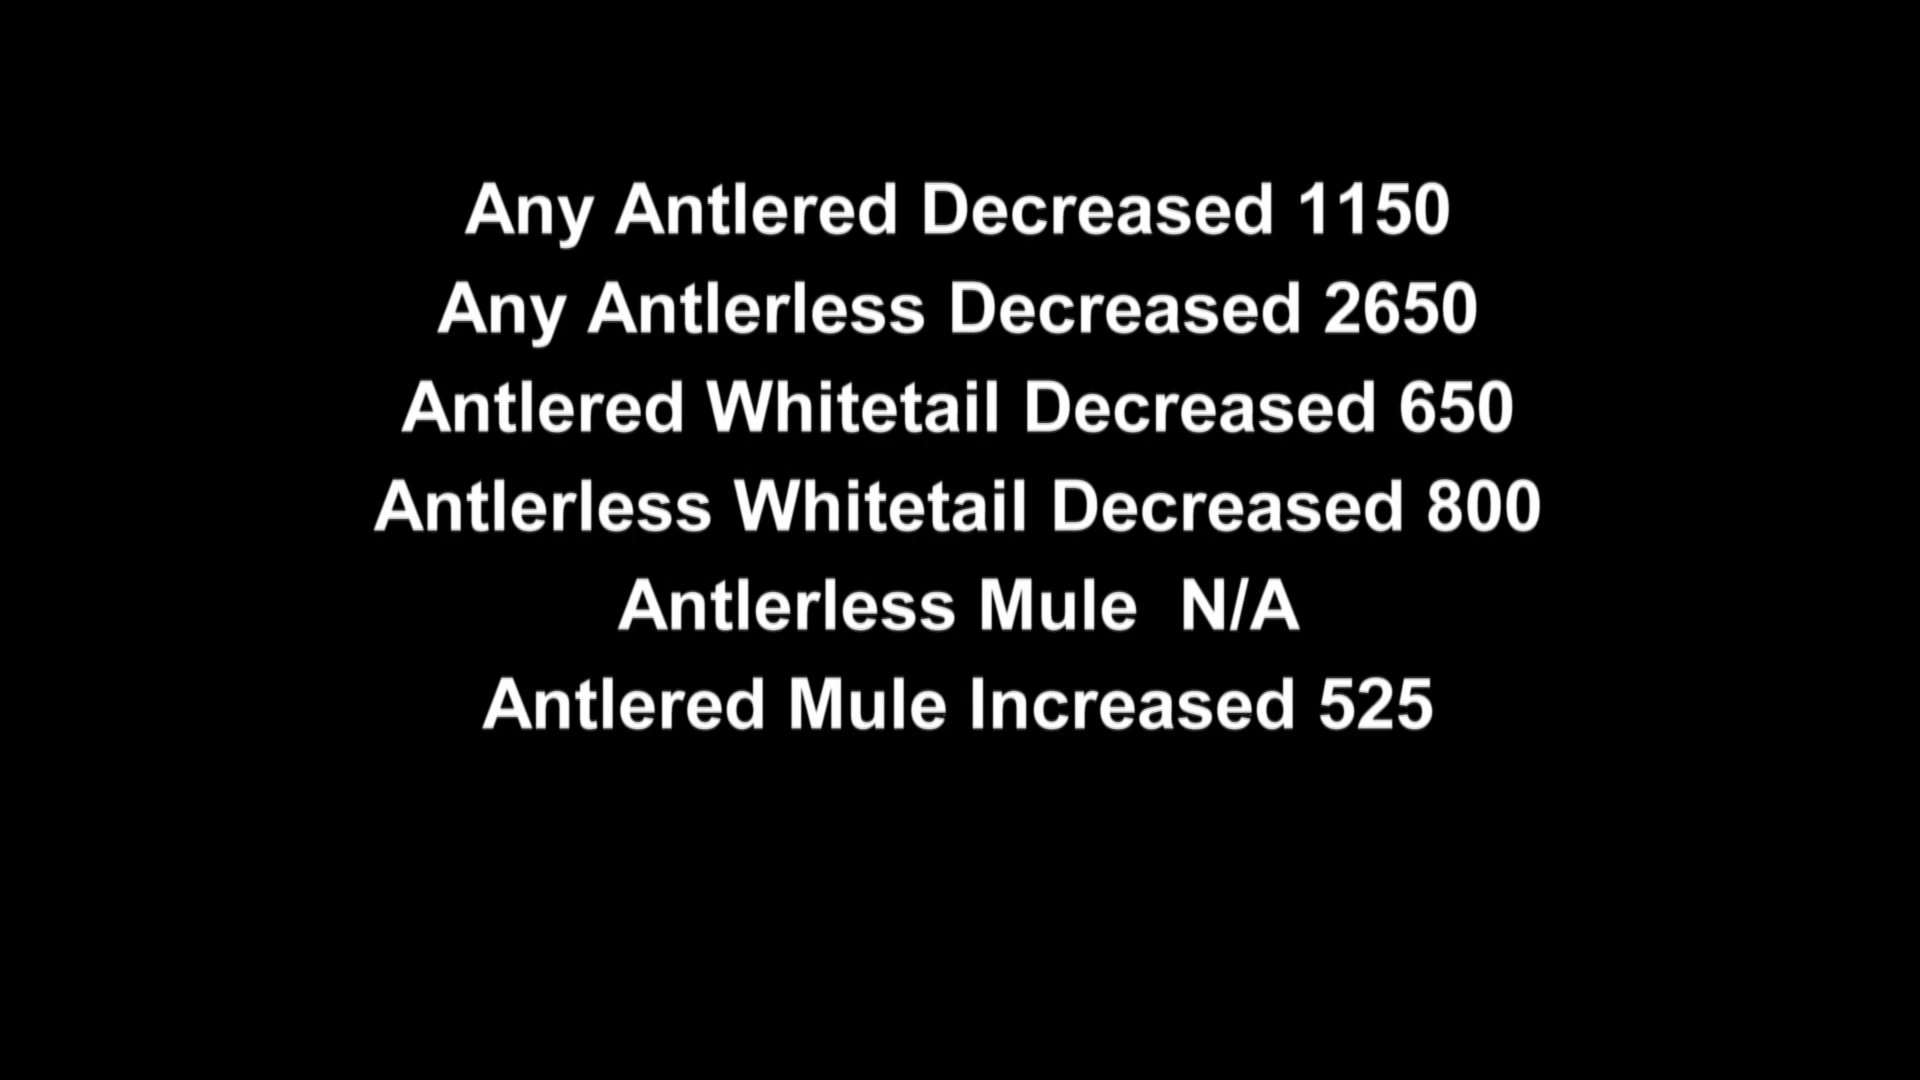 Any Antlered Decreased 1150
Any Antlerless Decreased 2650
Antlered Whitetail Decreased 650
Antlerless Whitetail Decreased 800
Antlerless Mule  N/A
Antlered Mule Increased 525